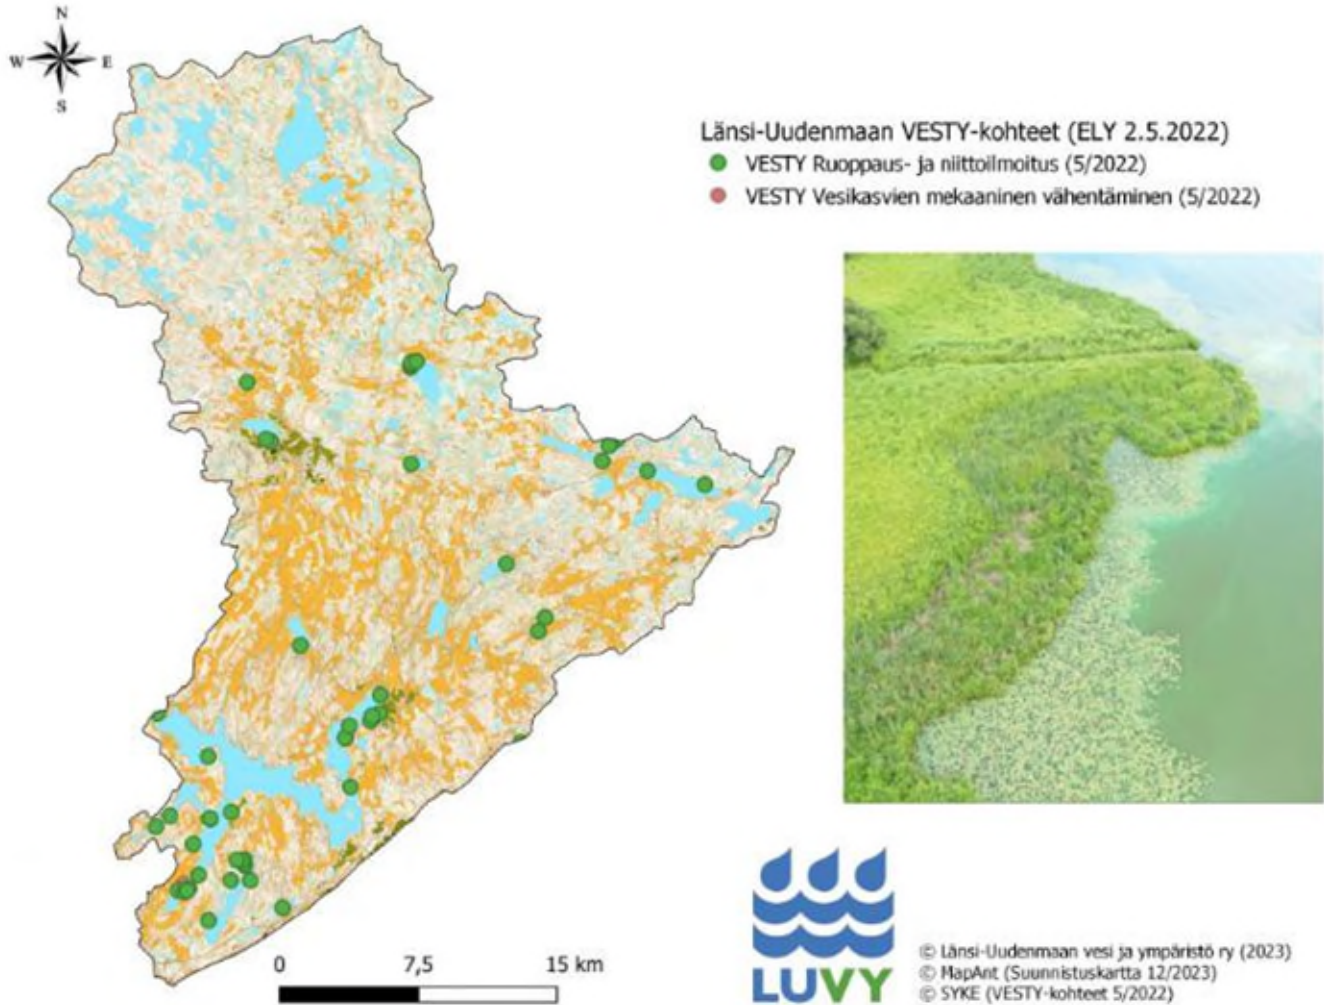 N
W E
S
Länsi-Uudenmaan VESTY-kohteet (ELY 2.5.2022)
VESTY Ruoppaus- ja niittoilmoitus (5/2022)
VESTY Vesikasvien mekaaninen vähentäminen (5/2022)
0 7,5 15 km
LUVY
© Länsi-Uudenmaan vesi ja ympäristö ry (2023)
© MapAnt (Suunnistuskartta 12/2023)
© SYKE (VESTY-kohteet 5/2022)